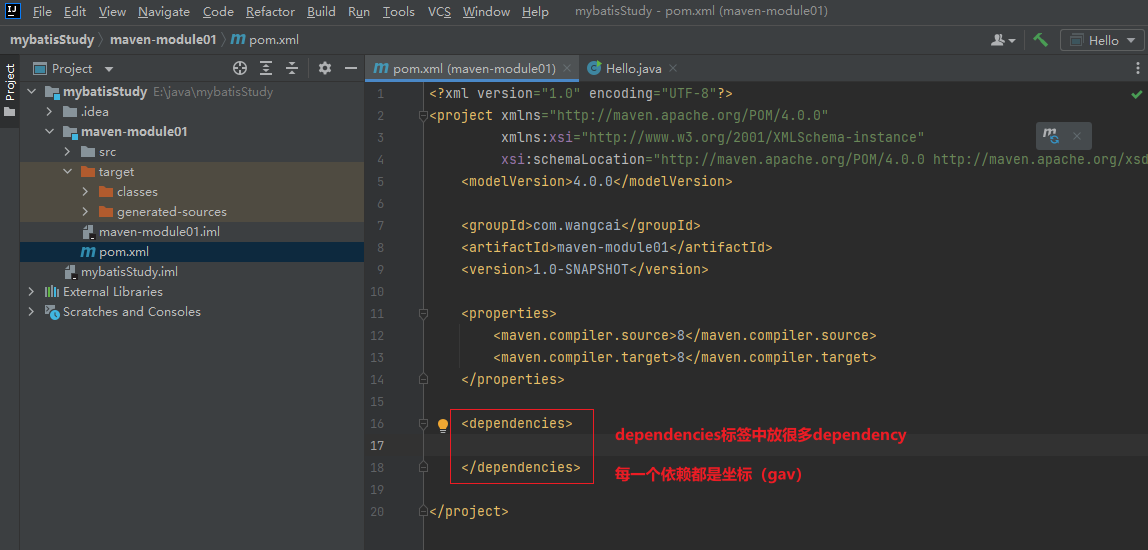 File Edit View Navigate Code Refactor Build Run Tools VCS Window Help mybatisStudy - pom.xml (maven-module01)
mybatisStudy maven-module01 m pom.xml Hello
Project
Project
m pom.xml (maven-module01) Hello.java
mybatisStudy E:\java\mybatisStudy
.idea
maven-module01
src
target
classes
generated-sources
maven-module01.iml
m pom.xml
mybatisStudy.iml
External Libraries
Scratches and Consoles
1 <?xml version="1.0" encoding="UTF-8"?>
2 <project xmlns="http://maven.apache.org/POM/4.0.0"
3 xmlns:xsi="http://www.w3.org/2001/XMLSchema-instance"
4 xsi:schemaLocation="http://maven.apache.org/POM/4.0.0 http://maven.apache.org/xsd
5 <modelVersion>4.0.0</modelVersion>
6
7 <groupId>com.wangcai</groupId>
8 <artifactId>maven-module01</artifactId>
9 <version>1.0-SNAPSHOT</version>
10
11 <properties>
12 <maven.compiler.source>8</maven.compiler.source>
13 <maven.compiler.target>8</maven.compiler.target>
14 </properties>
15
16 <dependencies>
dependencies标签中放很多dependency
17
18 </dependencies>
每一个依赖都是坐标（gav）
19
20 </project>